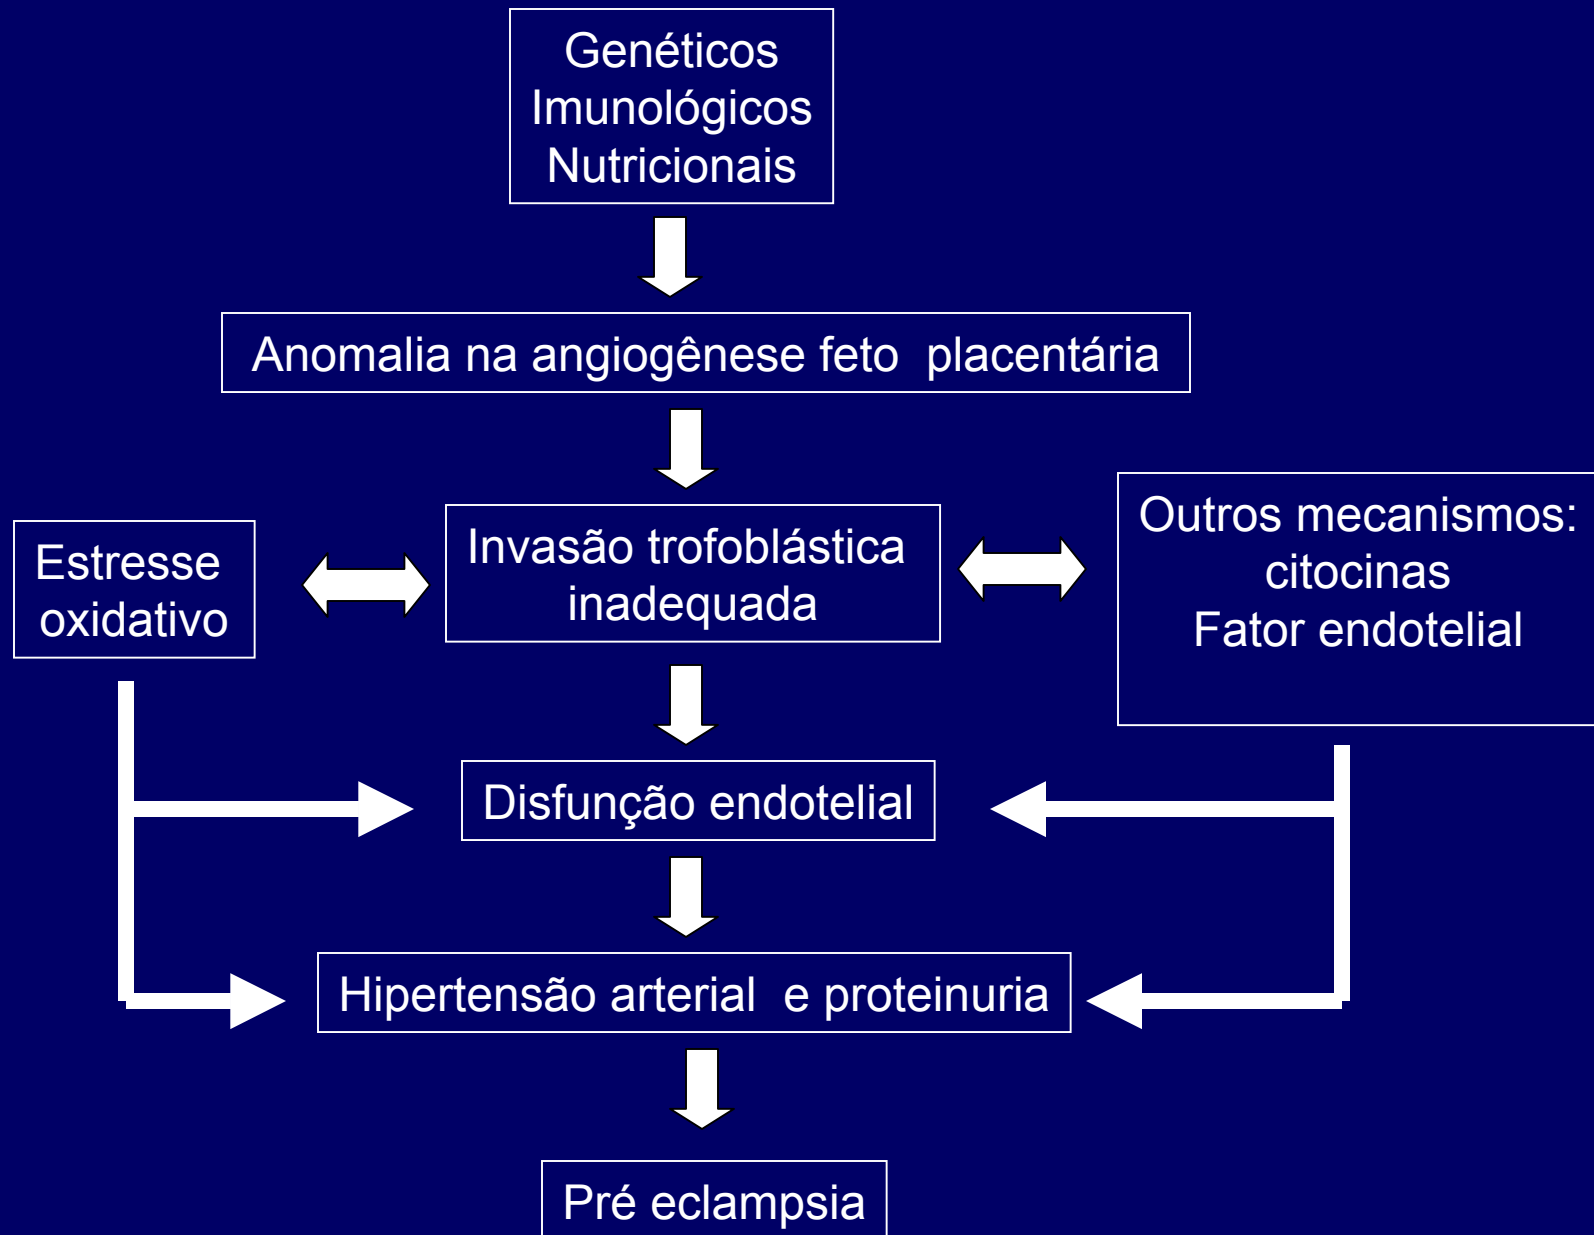 Genéticos
Imunológicos
Nutricionais
Anomalia na angiogênese feto placentária
Estresse
oxidativo
Invasão trofoblástica
inadequada
Outros mecanismos:
citocinas
Fator endotelial
Disfunção endotelial
Hipertensão arterial e proteinuria
Pré eclampsia